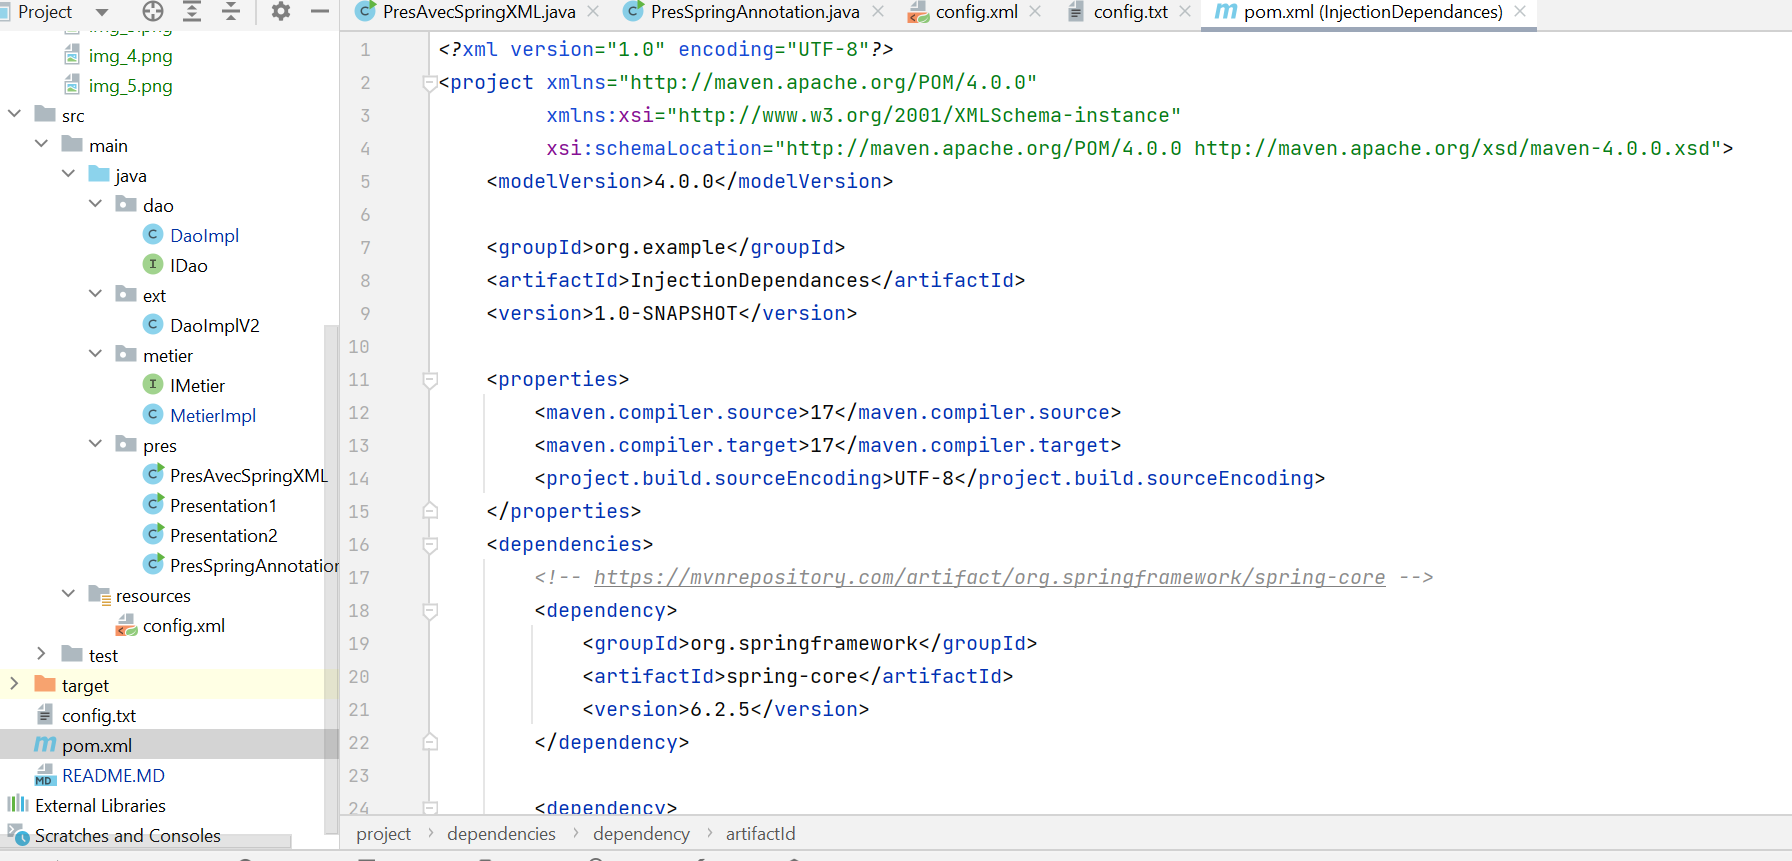 Project
PresAvecSpringXML.java
PresSpringAnnotation.java
config.xml
config.txt
pom.xml (InjectionDependances)
img_4.png
img_5.png
src
main
java
dao
DaoImpl
IDao
ext
DaoImplV2
metier
IMetier
MetierImpl
pres
PresAvecSpringXML
Presentation1
Presentation2
PresSpringAnnotation
resources
config.xml
test
target
config.txt
pom.xml
README.MD
External Libraries
Scratches and Consoles
1 <?xml version="1.0" encoding="UTF-8"?>
2 <project xmlns="http://maven.apache.org/POM/4.0.0"
3 xmlns:xsi="http://www.w3.org/2001/XMLSchema-instance"
4 xsi:schemaLocation="http://maven.apache.org/POM/4.0.0 http://maven.apache.org/xsd/maven-4.0.0.xsd">
5 <modelVersion>4.0.0</modelVersion>
6
7 <groupId>org.example</groupId>
8 <artifactId>InjectionDependances</artifactId>
9 <version>1.0-SNAPSHOT</version>
10
11 <properties>
12 <maven.compiler.source>17</maven.compiler.source>
13 <maven.compiler.target>17</maven.compiler.target>
14 <project.build.sourceEncoding>UTF-8</project.build.sourceEncoding>
15 </properties>
16 <dependencies>
17 <!-- https://mvnrepository.com/artifact/org.springframework/spring-core -->
18 <dependency>
19 <groupId>org.springframework</groupId>
20 <artifactId>spring-core</artifactId>
21 <version>6.2.5</version>
22 </dependency>
23
24 <dependency>
project > dependencies > dependency > artifactId